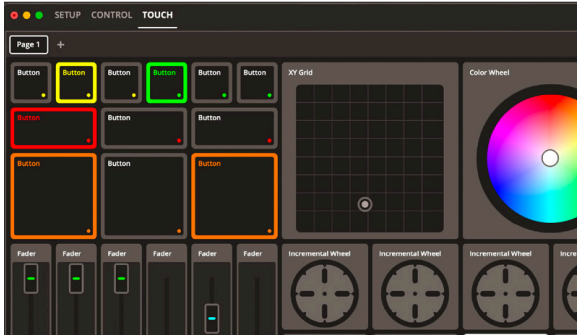 SETUP CONTROL TOUCH
Page 1 +
Button Button Button Button Button Button XY Grid Color Wheel
Button Button Button
Button Button Button
Fader Fader Fader Fader Fader Fader Incremental Wheel Incremental Wheel Incremental Wheel Incre